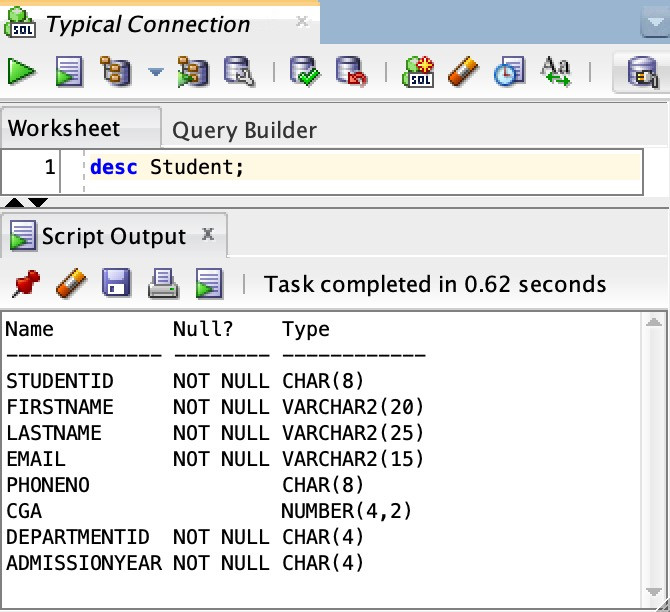 Typical Connection
Worksheet Query Builder
1 desc Student;
Script Output x
Task completed in 0.62 seconds
Name          Null?    Type
------------- -------- ------------
STUDENTID     NOT NULL CHAR(8)
FIRSTNAME     NOT NULL VARCHAR2(20)
LASTNAME      NOT NULL VARCHAR2(25)
EMAIL         NOT NULL VARCHAR2(15)
PHONENO                CHAR(8)
CGA                    NUMBER(4,2)
DEPARTMENTID  NOT NULL CHAR(4)
ADMISSIONYEAR NOT NULL CHAR(4)